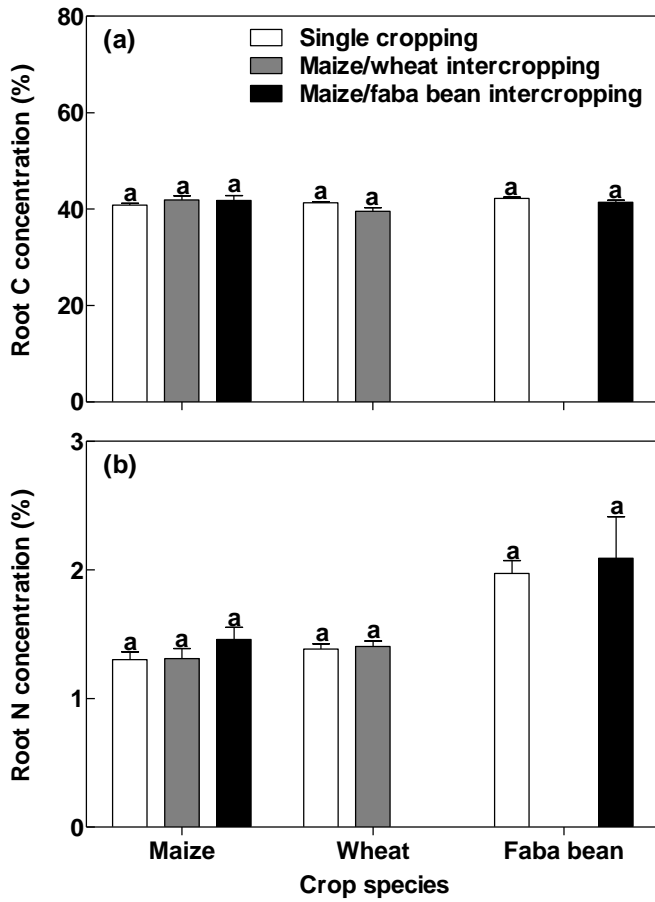 80
(a)
Single cropping
Maize/wheat intercropping
Maize/faba bean intercropping
60
Root C concentration (%)
a a a a a a a
40
20
0
3
(b)
Root N concentration (%)
a a a a a a a
2
1
0
Maize Wheat Faba bean
Crop species